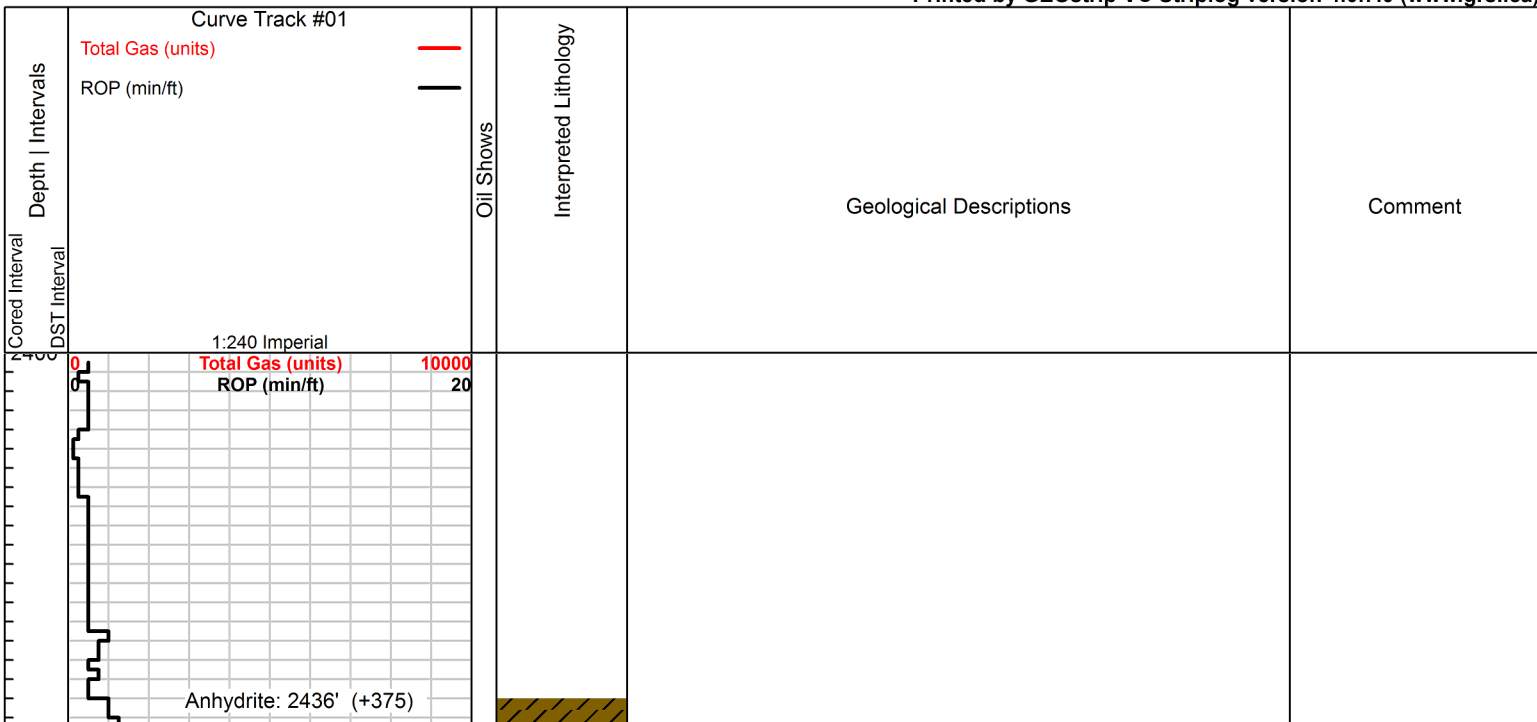 Curve Track #01
Total Gas (units)
ROP (min/ft)
Depth | Intervals
Cored Interval
DST Interval
1:240 Imperial
Oil Shows
Interpreted Lithology
Geological Descriptions
Comment
0 Total Gas (units) 10000
0 ROP (min/ft) 20
Anhydrite: 2436' (+375)